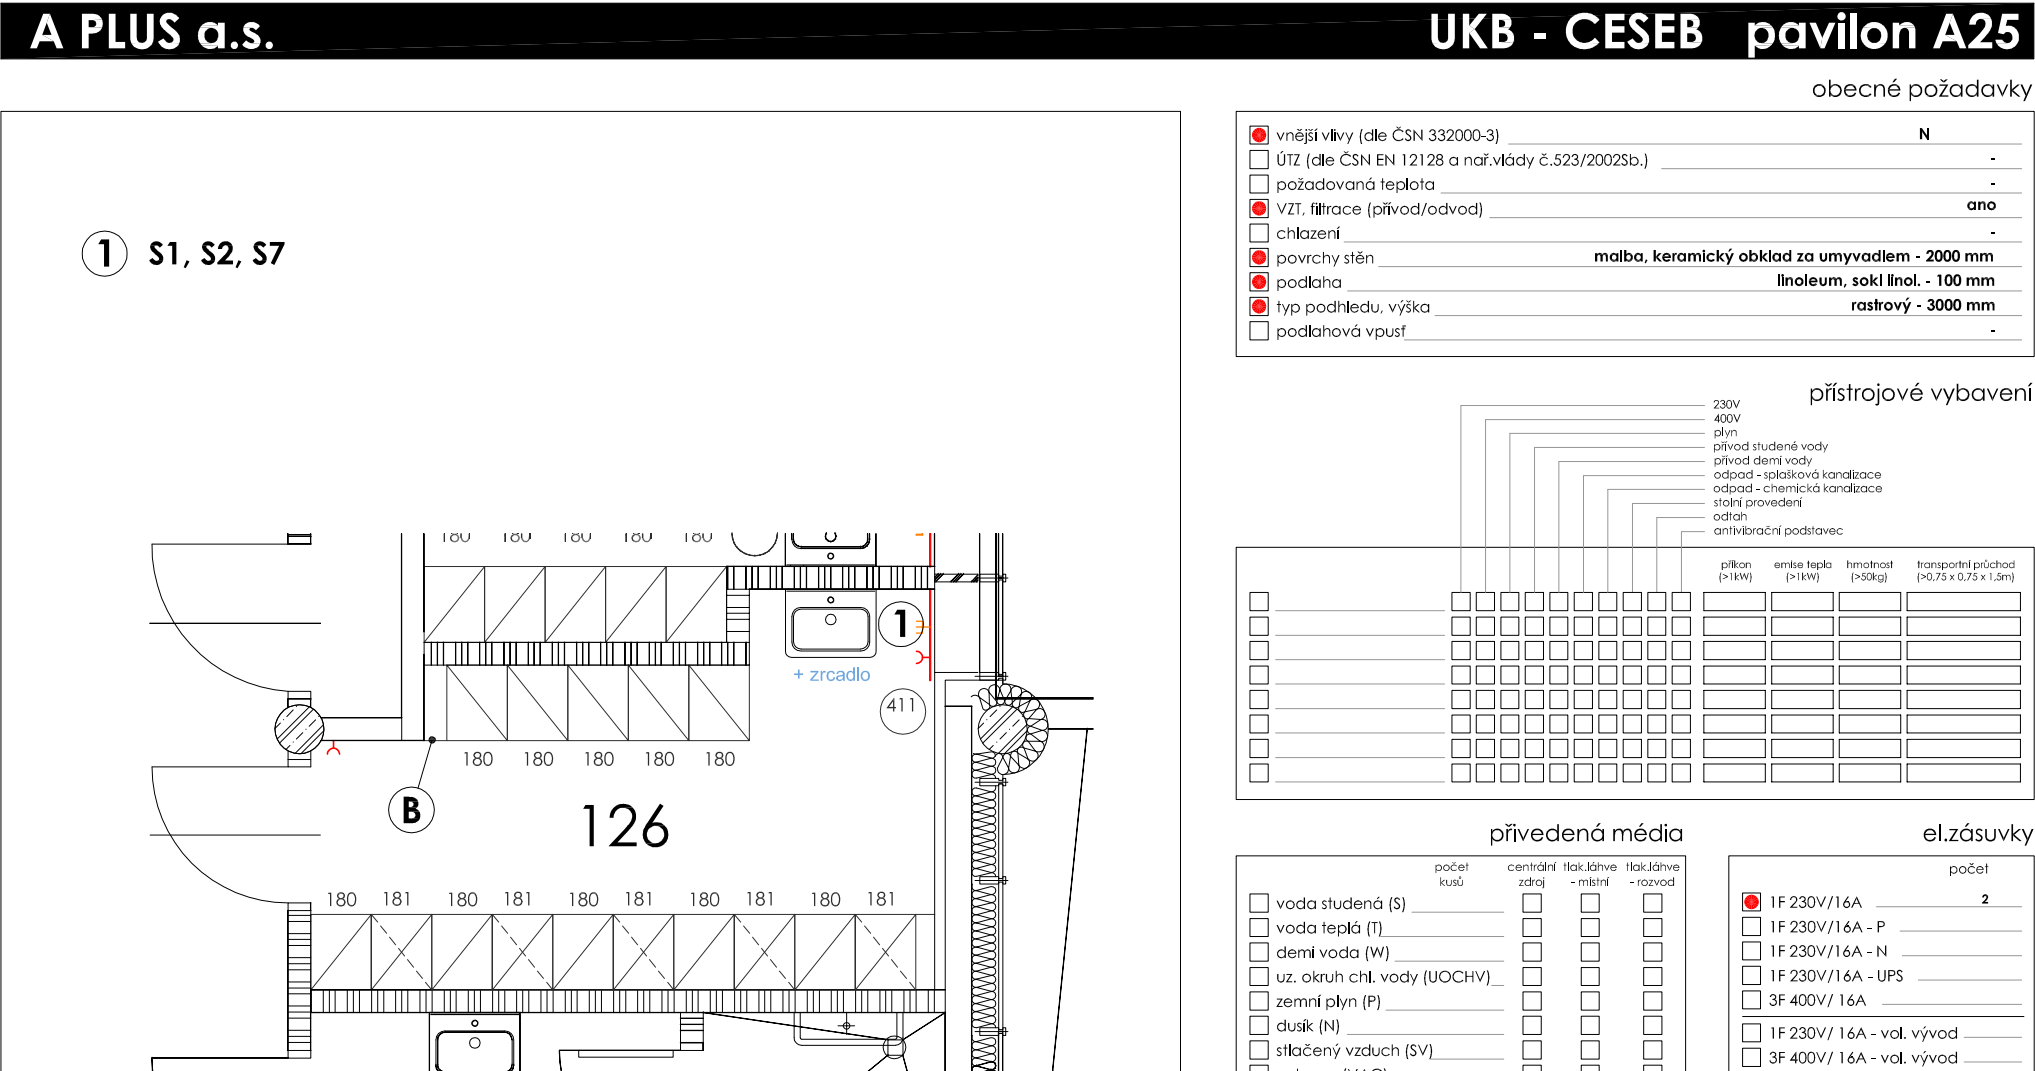 A PLUS a.s.
UKB - CESEB pavilon A25
obecné požadavky
vnější vlivy (dle ČSN 332000-3) N
ÚTZ (dle ČSN EN 12128 a nař.vlády č.523/2002Sb.) -
požadovaná teplota -
VZT, filtrace (přívod/odvod) ano
chlazení -
povrchy stěn malba, keramický obklad za umyvadlem - 2000 mm
podlaha linoleum, sokl linol. - 100 mm
typ podhledu, výška rastrový - 3000 mm
podlahová vpusť -
1 S1, S2, S7
přístrojové vybavení
230V
400V
plyn
přívod studené vody
přívod demi vody
odpad - splašková kanalizace
odpad - chemická kanalizace
stolní provedení
odtah
antivibrační podstavec
příkon emise tepla hmotnost transportní průchod
(>1kW) (>1kW) (>50kg) (>0,75 x 0,75 x 1,5m)
180 180 180 180 180
1
+ zrcadlo
411
180 180 180 180 180
B
126
180 181 180 181 180 181 180 181 180 181
přivedená média
počet centrální tlak.láhve tlak.láhve
kusů zdroj - místní - rozvod
voda studená (S)
voda teplá (T)
demi voda (W)
uz. okruh chl. vody (UOCHV)
zemní plyn (P)
dusík (N)
stlačený vzduch (SV)
el.zásuvky
počet
1F 230V/16A 2
1F 230V/16A - P
1F 230V/16A - N
1F 230V/16A - UPS
3F 400V/ 16A
1F 230V/ 16A - vol. vývod
3F 400V/ 16A - vol. vývod